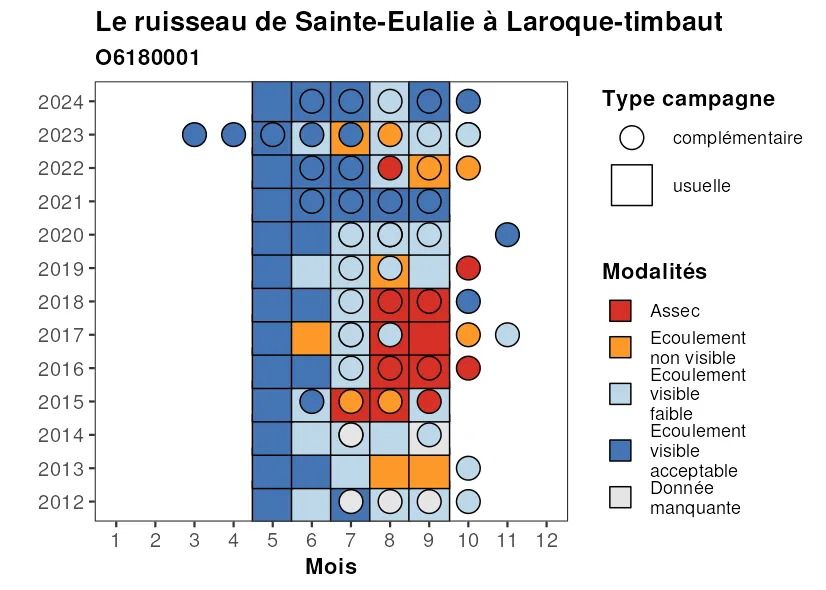 Le ruisseau de Sainte-Eulalie à Laroque-timbaut
O6180001
2024
2023
2022
2021
2020
2019
2018
2017
2016
2015
2014
2013
2012
1 2 3 4 5 6 7 8 9 10 11 12
Mois
Type campagne
complémentaire
usuelle
Modalités
Assec
Ecoulement
non visible
Ecoulement
visible
faible
Ecoulement
visible
acceptable
Donnée
manquante